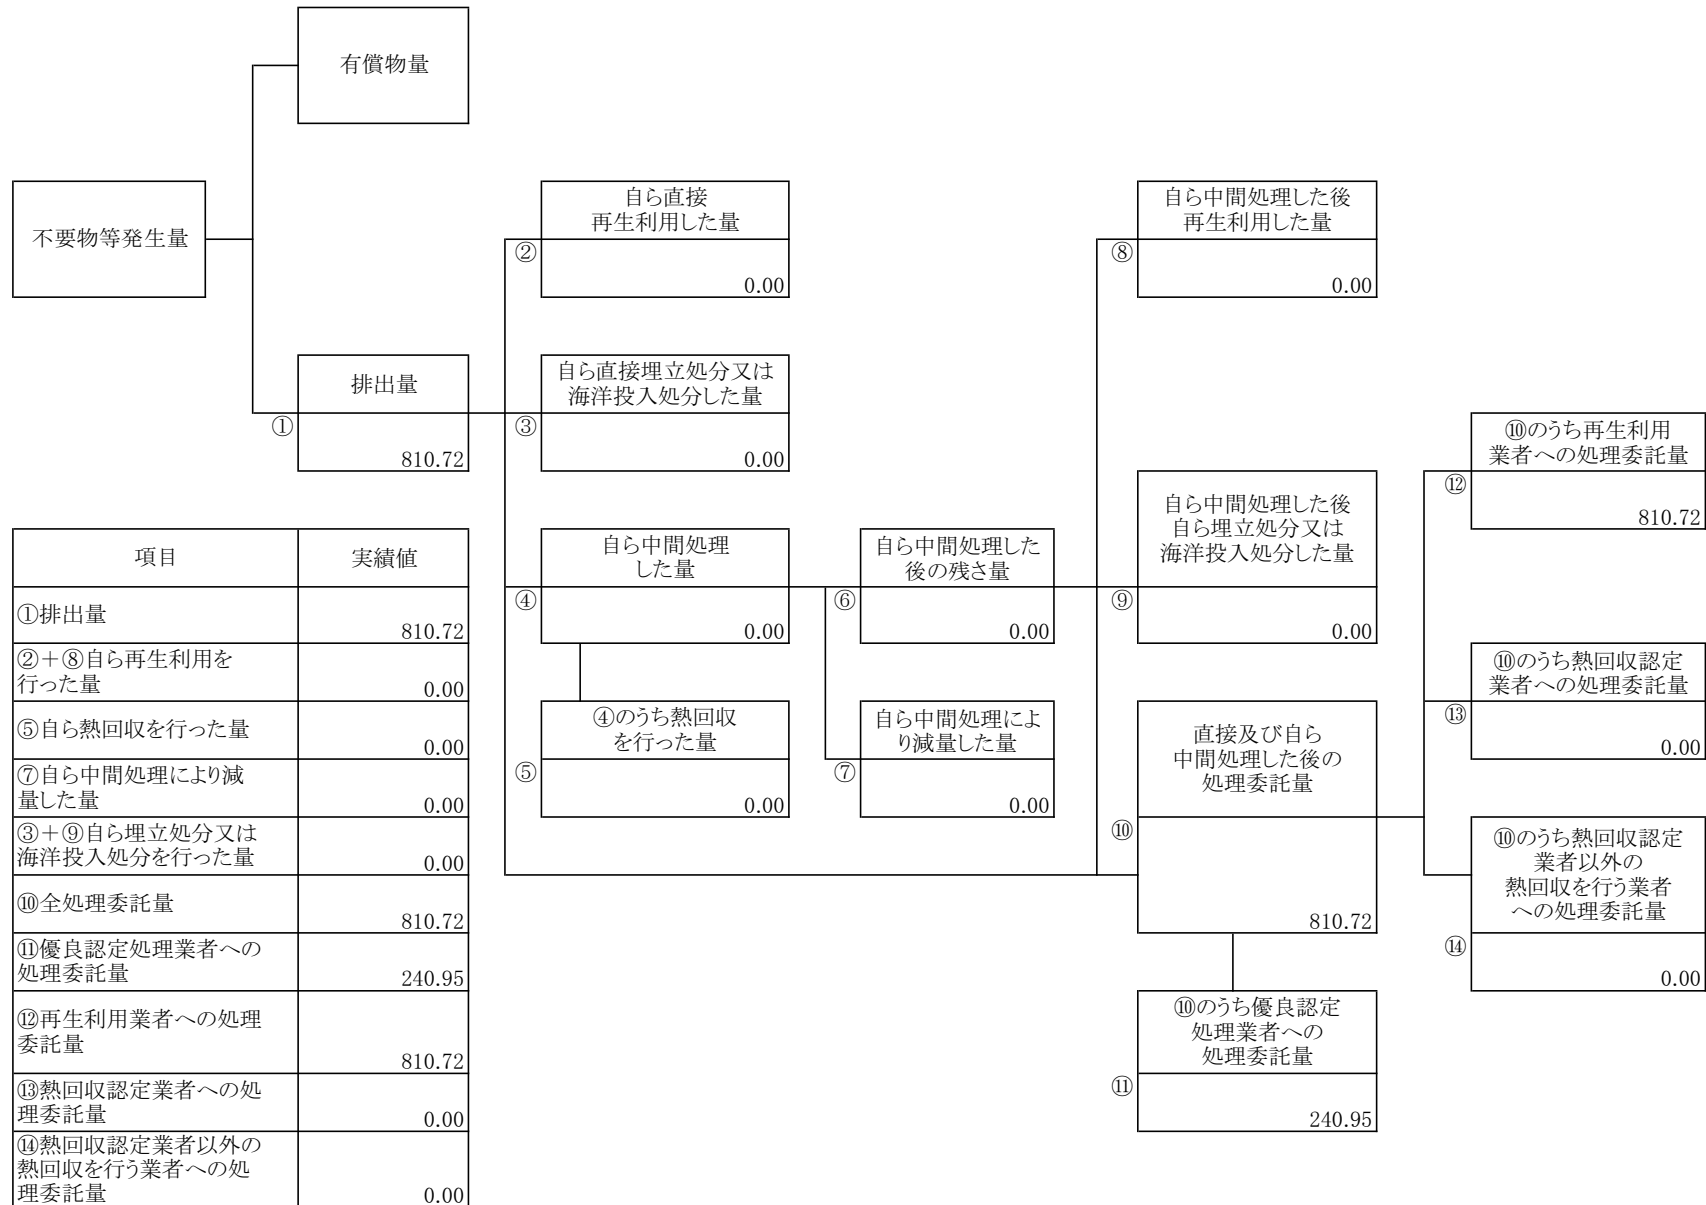 有償物量
不要物等発生量
自ら直接
再生利用した量
②
0.00
自ら中間処理した後
再生利用した量
⑧
0.00
排出量
①
810.72
自ら直接埋立処分又は
海洋投入処分した量
③
0.00
⑩のうち再生利用
業者への処理委託量
⑫
810.72
自ら中間処理
した量
④
0.00
自ら中間処理した
後の残さ量
⑥
0.00
自ら中間処理した後
自ら埋立処分又は
海洋投入処分した量
⑨
0.00
⑩のうち熱回収認定
業者への処理委託量
⑬
0.00
④のうち熱回収
を行った量
⑤
0.00
自ら中間処理によ
り減量した量
⑦
0.00
直接及び自ら
中間処理した後の
処理委託量
⑩
810.72
⑩のうち熱回収認定
業者以外の
熱回収を行う業者
への処理委託量
⑭
0.00
⑩のうち優良認定
処理業者への
処理委託量
⑪
240.95
項目 実績値
①排出量
810.72
②+⑧自ら再生利用を
行った量
0.00
⑤自ら熱回収を行った量
0.00
⑦自ら中間処理により減
量した量
0.00
③+⑨自ら埋立処分又は
海洋投入処分を行った量
0.00
⑩全処理委託量
810.72
⑪優良認定処理業者への
処理委託量
240.95
⑫再生利用業者への処理
委託量
810.72
⑬熱回収認定業者への処
理委託量
0.00
⑭熱回収認定業者以外の
熱回収を行う業者への処
理委託量
0.00